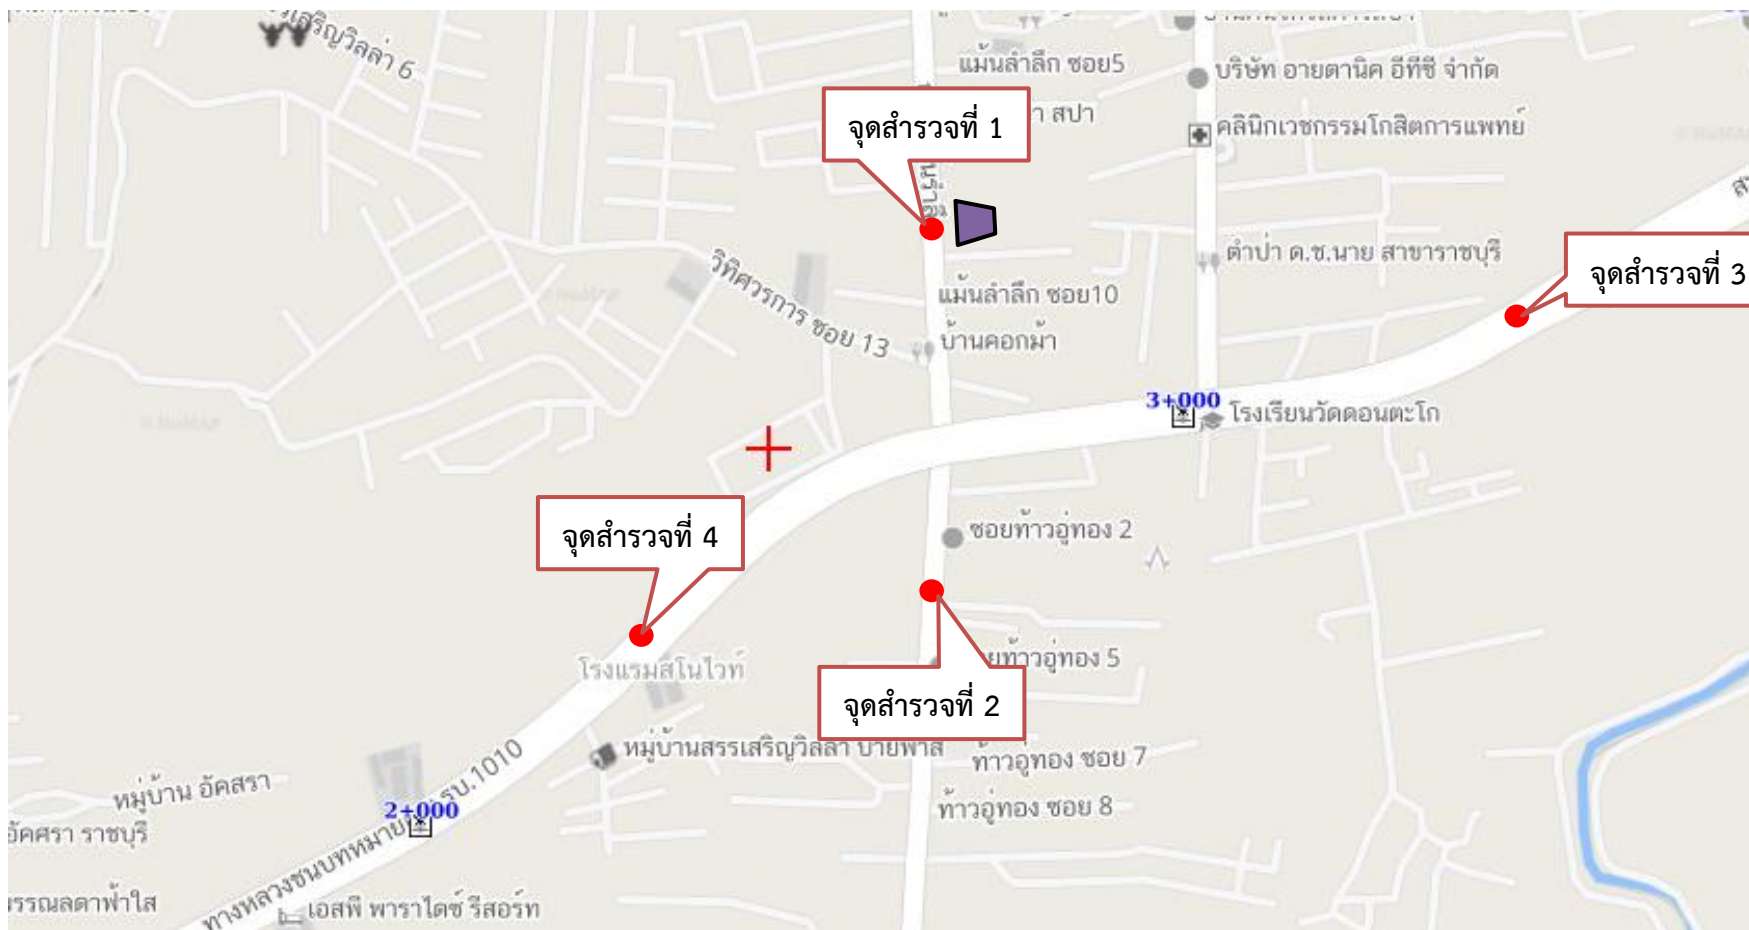 แม้นลำลึก ซอย5
บริษัท อายตานิค อีทีซี จำกัด
จุดสำรวจที่ 1
า สปา
คลินิกเวชกรรมโกสิตการแพทย์
ตำป่า ด.ช.นาย สาขาราชบุรี
จุดสำรวจที่ 3
วิทิศวรการ ซอย 13
แม้นลำลึก ซอย10
บ้านคอกม้า
3+000
โรงเรียนวัดดอนตะโก
จุดสำรวจที่ 4
ซอยท้าวอู่ทอง 2
ยท้าวอู่ทอง 5
โรงแรมสโนไวท์
จุดสำรวจที่ 2
หมู่บ้านสรรเสริญวิลล่า บายพาส
ท้าวอู่ทอง ซอย 7
หมู่บ้าน อัคสรา
2+000
รบ.1010
ท้าวอู่ทอง ซอย 8
อัคศรา ราชบุรี
ทางหลวงชนบทหมาย
วรรณลดาฟ้าใส
เอสพี พาราไดซ์ รีสอร์ท